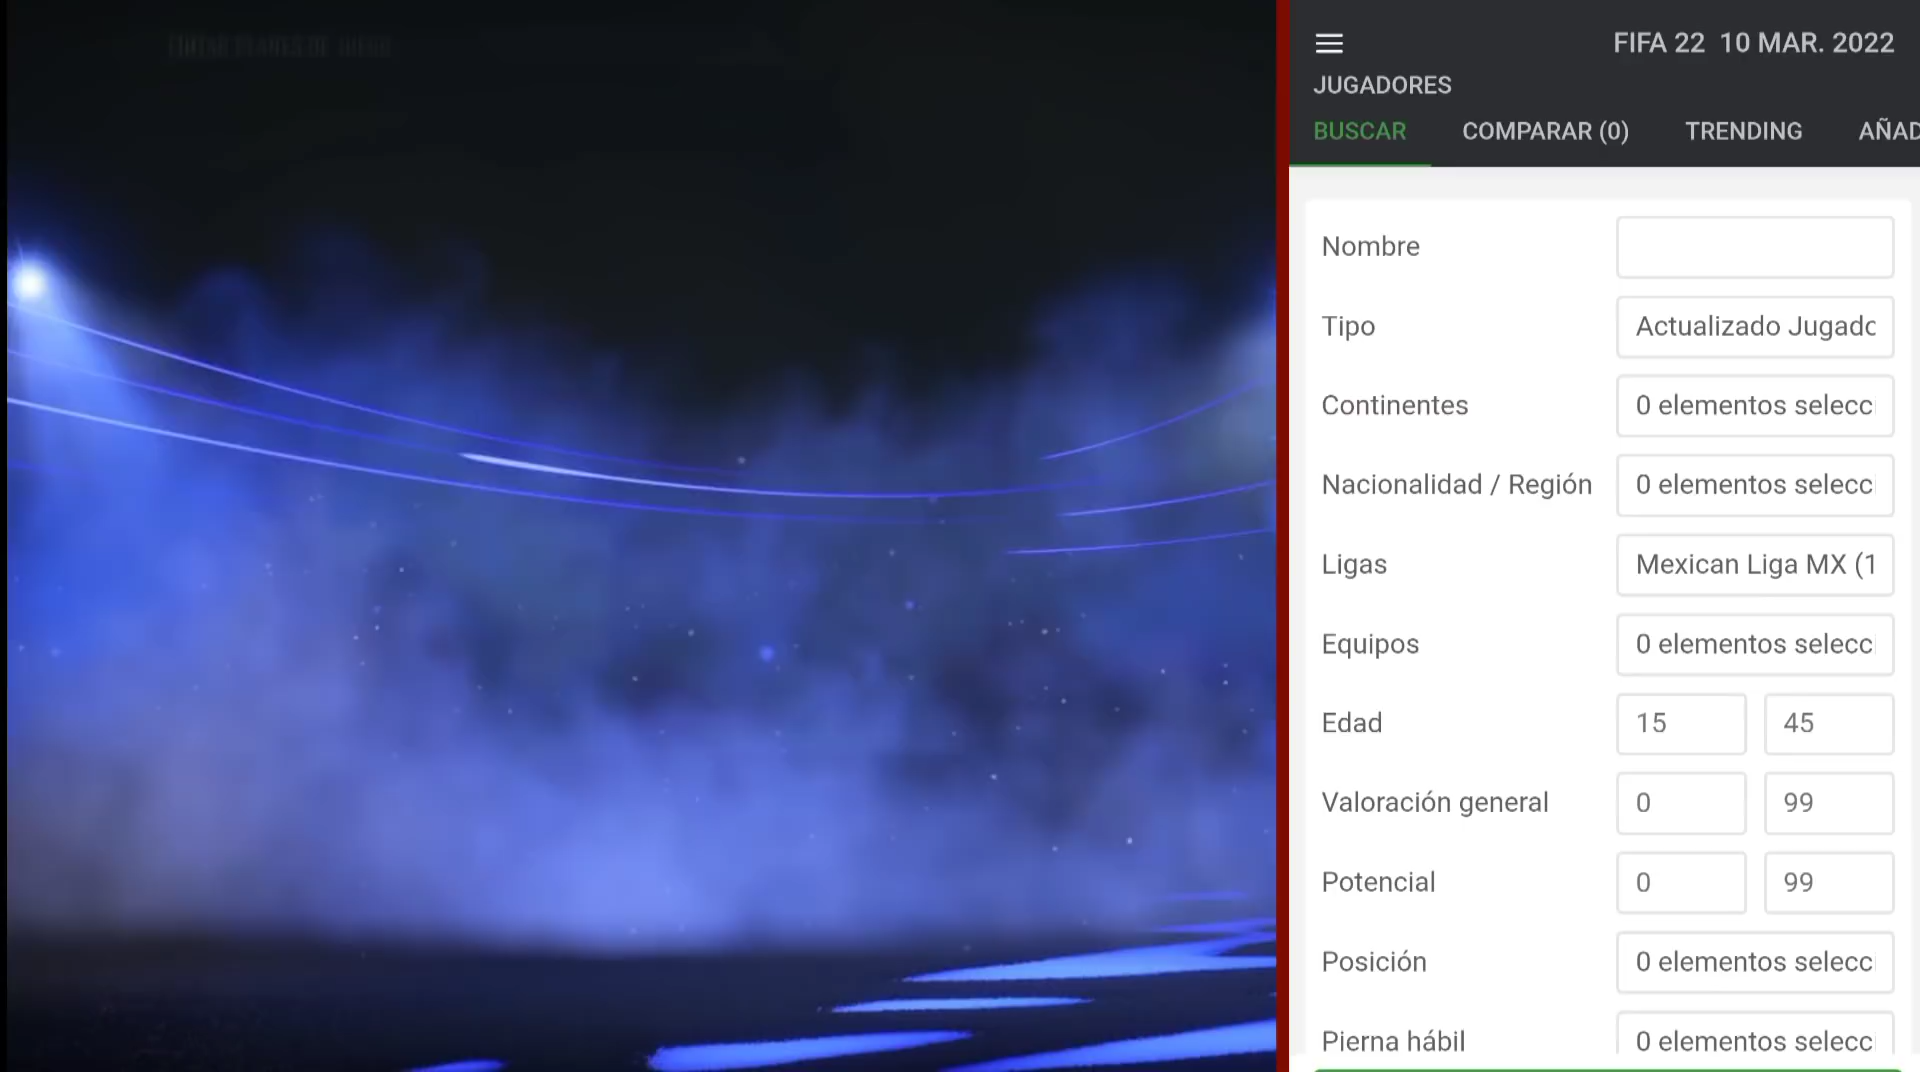 FIFA 22 10 MAR. 2022
JUGADORES
BUSCAR COMPARAR (0) TRENDING AÑAD
Nombre
Tipo Actualizado Jugado
Continentes 0 elementos selecc
Nacionalidad / Región 0 elementos selecc
Ligas Mexican Liga MX (1
Equipos 0 elementos selecc
Edad 15 45
Valoración general 0 99
Potencial 0 99
Posición 0 elementos selecc
Pierna hábil 0 elementos selecc